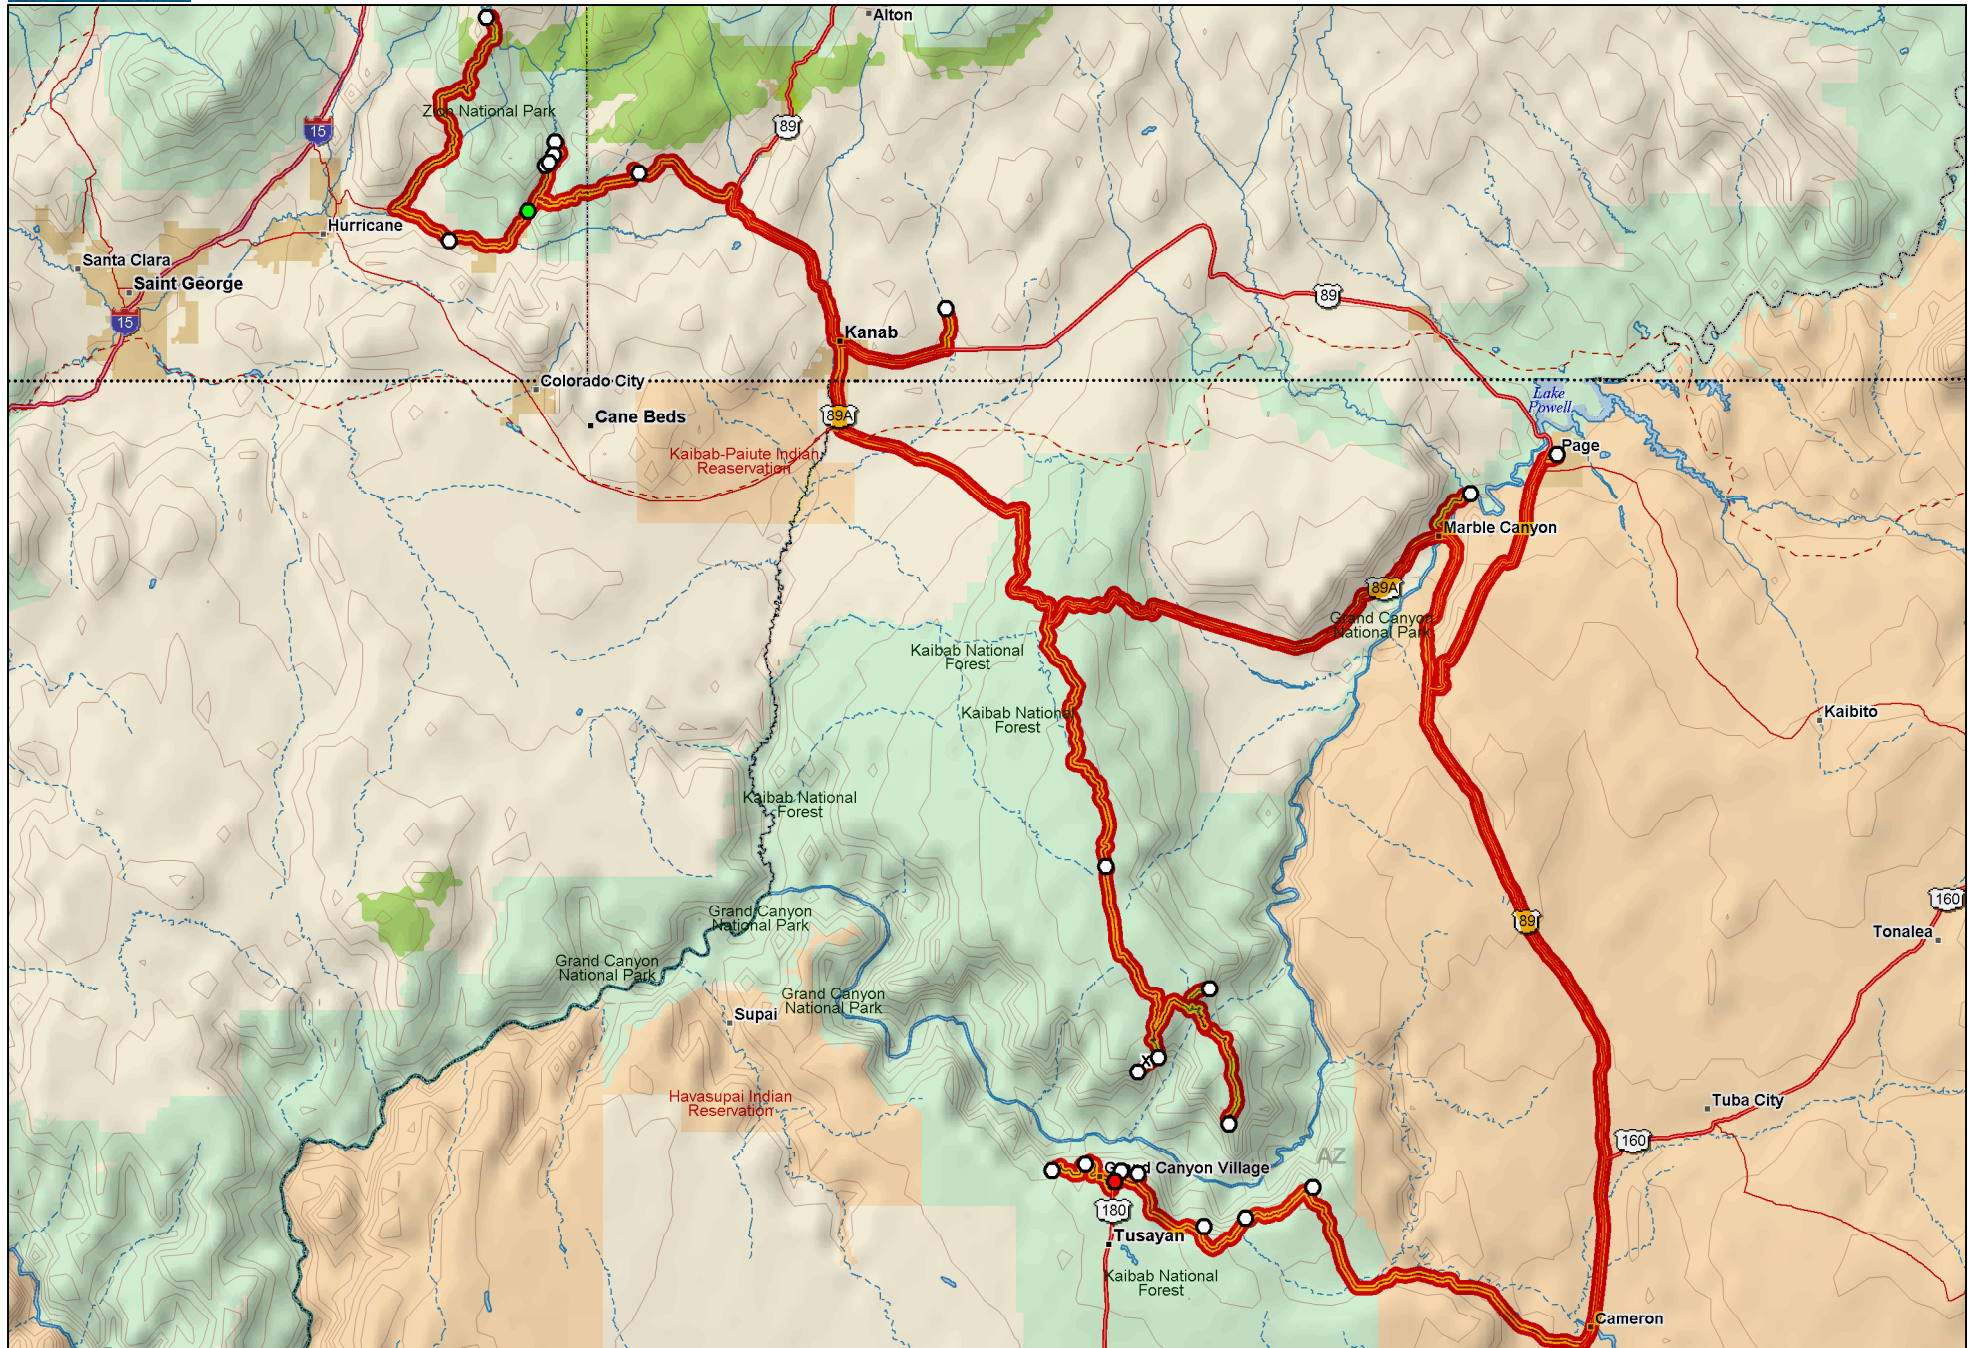 Alton
Zion National Park
15
89
Hurricane
Santa Clara
Saint George
15
89
Kanab
Colorado City
Lake
Powell
89A
Cane Beds
Page
Kaibab-Paiute Indian
Reaservation
Marble Canyon
89A
Grand Canyon
National Park
Kaibab National
Forest
Kaibab National
Forest
Kaibito
Kaibab National
Forest
160
Grand Canyon
National Park
89
Tonalea
Grand Canyon
National Park
Grand Canyon
National Park
Supai
X
Havasupai Indian
Reservation
Tuba City
160
AZ
Grand Canyon Village
180
Tusayan
Kaibab National
Forest
Cameron